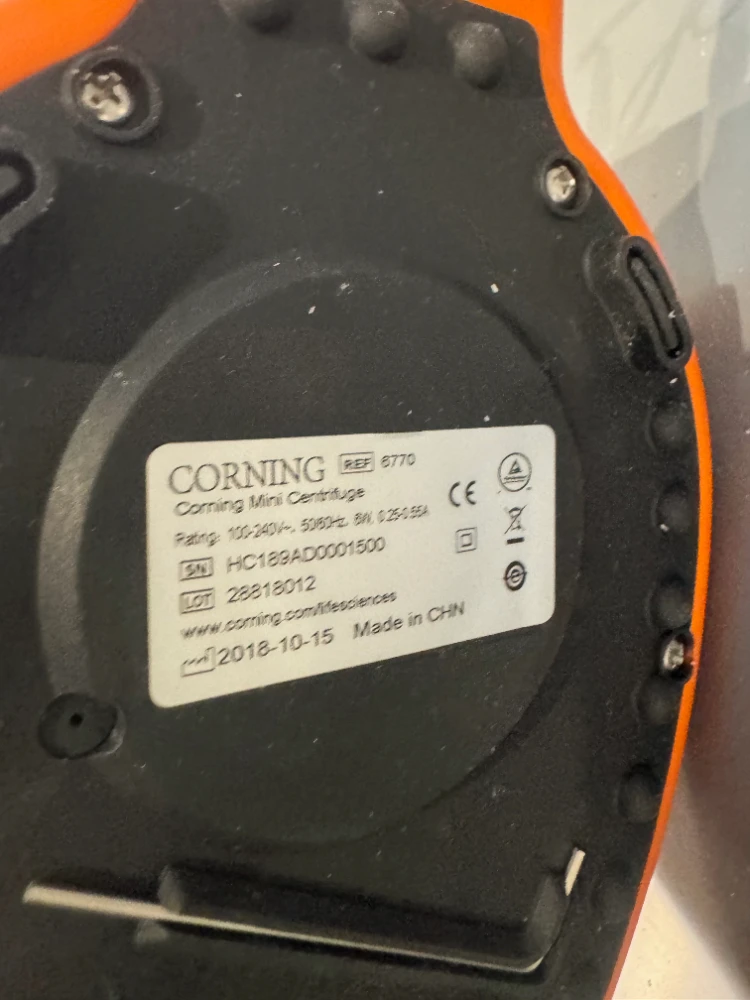 CORNING REF 6770
Corning Mini Centrifuge
Rating: 100-240V~, 50/60Hz, 8W, 0.25-0.55A
SN HC189AD0001500
LOT 28818012
www.corning.com/lifesciences
2018-10-15 Made in CHN
CE